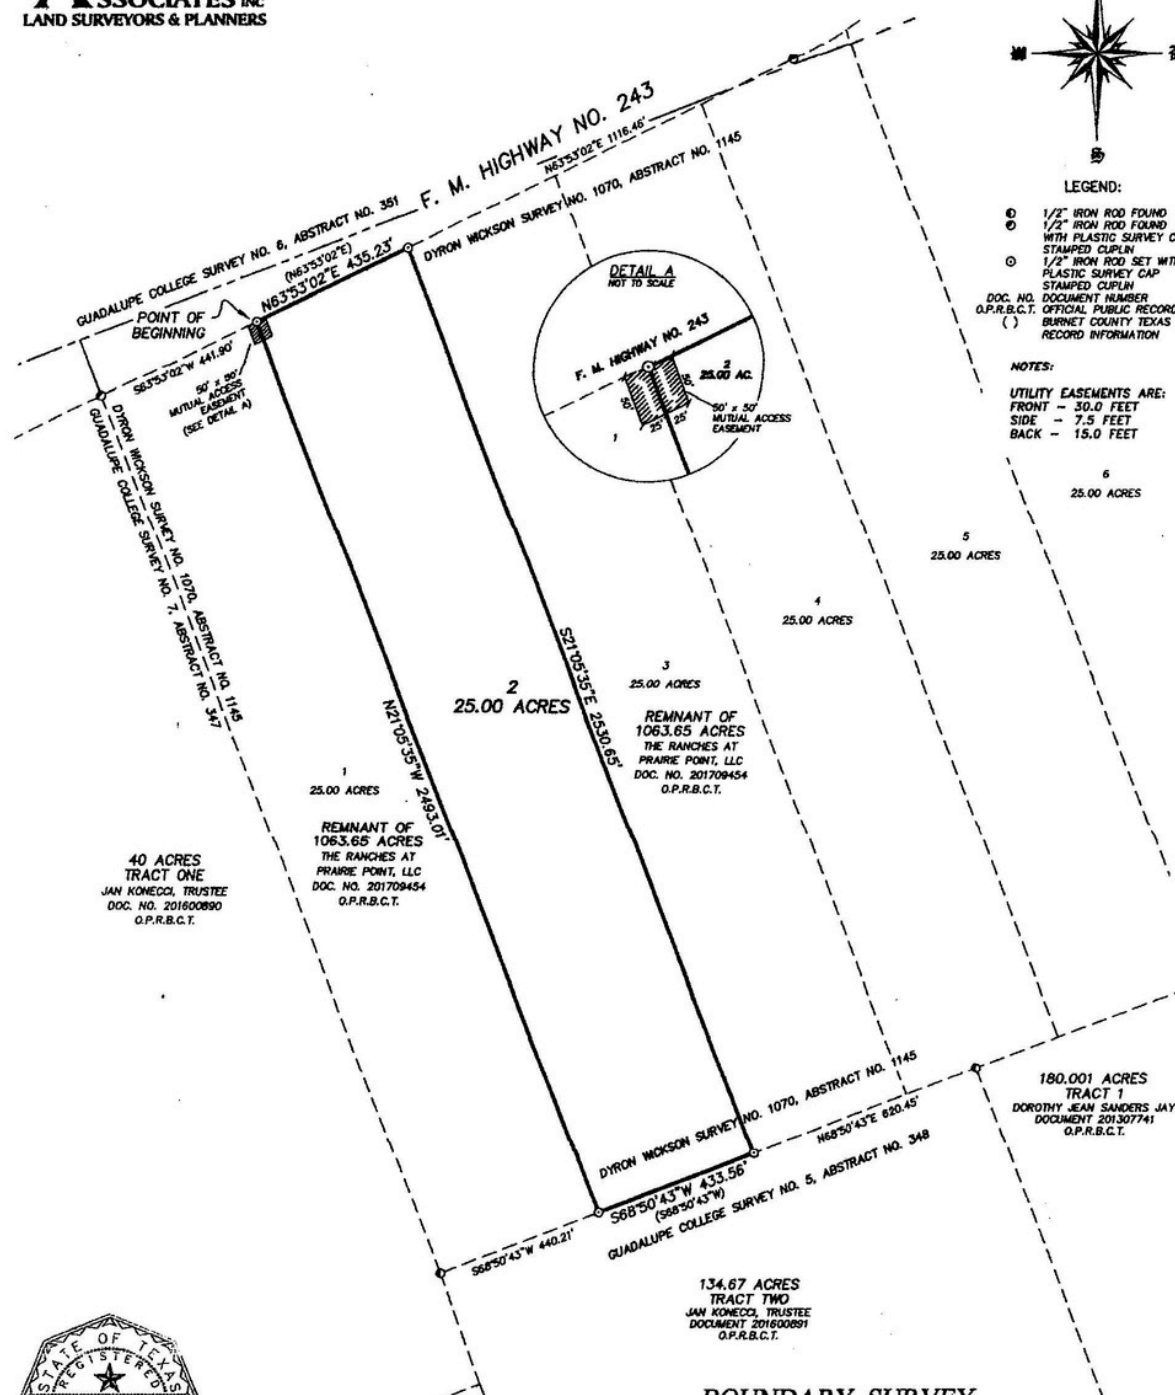 SSOCIATES INC
LAND SURVEYORS & PLANNERS
W
S
LEGEND:
1/2" IRON ROD FOUND
1/2" IRON ROD FOUND
WITH PLASTIC SURVEY C
STAMPED CUPLIN
1/2" IRON ROD SET WIT
PLASTIC SURVEY CAP
STAMPED CUPLIN
DOC. NO. DOCUMENT NUMBER
O.P.R.B.C.T. OFFICIAL PUBLIC RECORD
BURNET COUNTY TEXAS
( ) RECORD INFORMATION
NOTES:
UTILITY EASEMENTS ARE:
FRONT – 30.0 FEET
SIDE – 7.5 FEET
BACK – 15.0 FEET
GUADALUPE COLLEGE SURVEY NO. 6, ABSTRACT NO. 351
F. M. HIGHWAY NO. 243
N63°53'02"E 1116.46'
DYRON WICKSON SURVEY NO. 1070, ABSTRACT NO. 1145
(N63°53'02"E)
N63°53'02"E 435.23'
POINT OF
BEGINNING
S63°53'02"W 441.90'
50' x 50'
MUTUAL ACCESS
EASEMENT
(SEE DETAIL A)
DETAIL A
NOT TO SCALE
F. M. HIGHWAY NO. 243
2
25.00 AC.
50'
50'
25'
25'
1
50' x 50'
MUTUAL ACCESS
EASEMENT
DYRON WICKSON SURVEY NO. 1070, ABSTRACT NO. 1145
GUADALUPE COLLEGE SURVEY NO. 7, ABSTRACT NO. 347
6
25.00 ACRES
5
25.00 ACRES
4
25.00 ACRES
3
25.00 ACRES
REMNANT OF
1063.65 ACRES
THE RANCHES AT
PRAIRIE POINT, LLC
DOC. NO. 201709454
O.P.R.B.C.T.
2
25.00 ACRES
S21°05'35"E 2530.65'
N21°05'35"W 2493.01'
1
25.00 ACRES
REMNANT OF
1063.65 ACRES
THE RANCHES AT
PRAIRIE POINT, LLC
DOC. NO. 201709454
O.P.R.B.C.T.
40 ACRES
TRACT ONE
JAN KONECCI, TRUSTEE
DOC. NO. 201600890
O.P.R.B.C.T.
DYRON WICKSON SURVEY NO. 1070, ABSTRACT NO. 1145
N68°50'43"E 620.45'
S68°50'43"W 433.56'
(S68°50'43"W)
GUADALUPE COLLEGE SURVEY NO. 5, ABSTRACT NO. 348
S68°50'43"W 440.21'
180.001 ACRES
TRACT 1
DOROTHY JEAN SANDERS JAY
DOCUMENT 201307741
O.P.R.B.C.T.
134.67 ACRES
TRACT TWO
JAN KONECCI, TRUSTEE
DOCUMENT 201600891
O.P.R.B.C.T.
STATE OF TEXAS
REGISTERED
BOUNDARY SURVEY